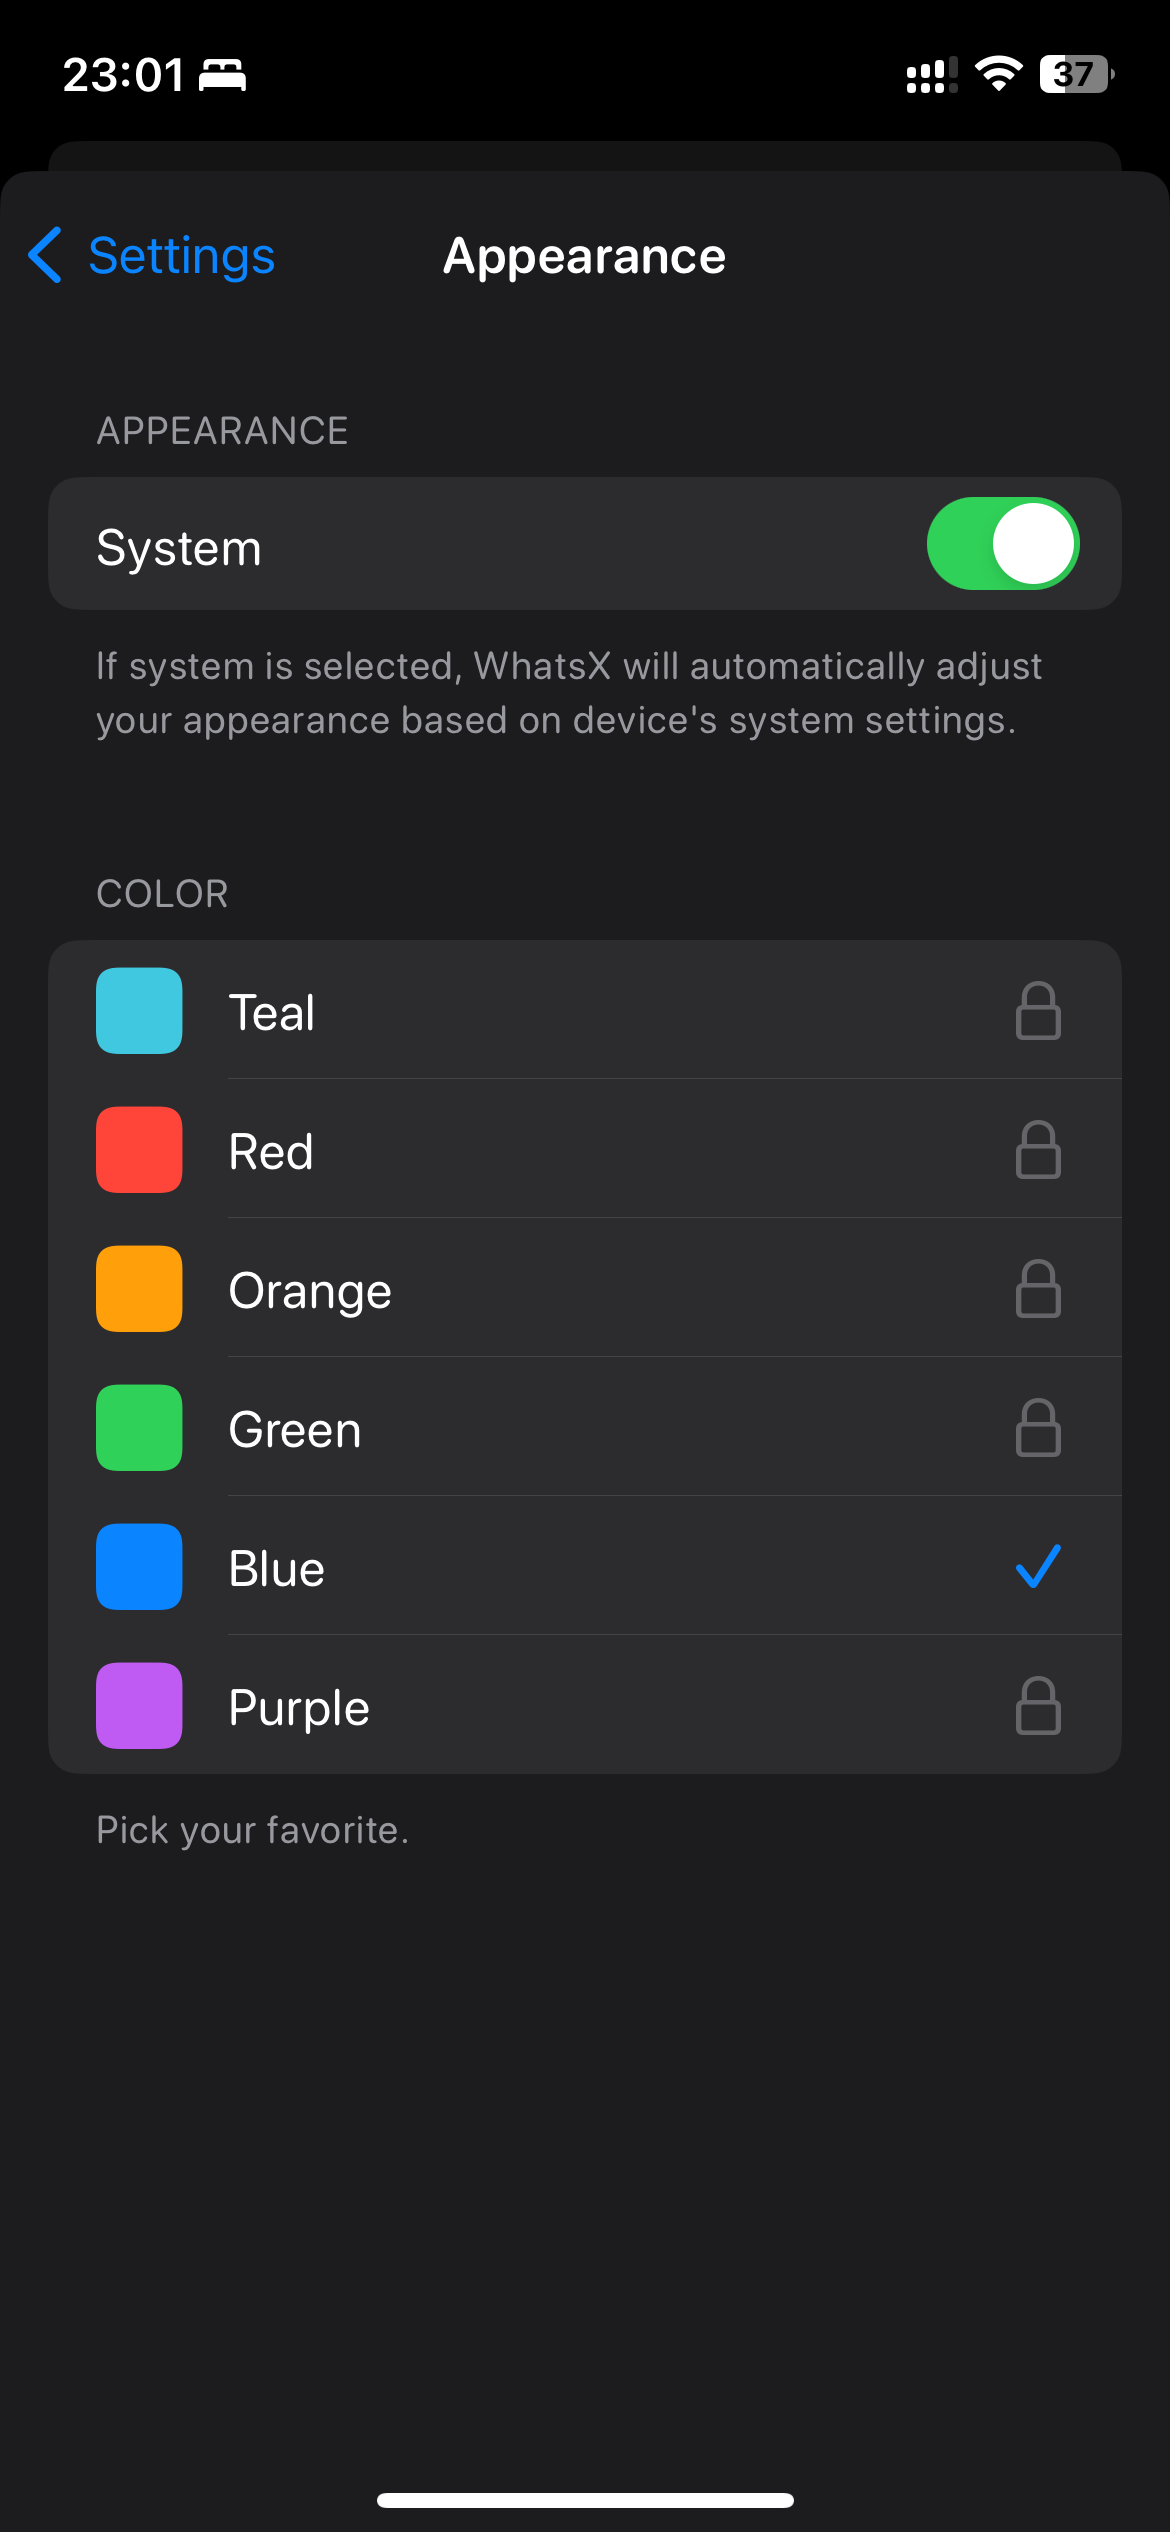 23:01
37
Settings
Appearance
APPEARANCE
System
If system is selected, WhatsX will automatically adjust
your appearance based on device's system settings.
COLOR
Teal
Red
Orange
Green
Blue
Purple
Pick your favorite.